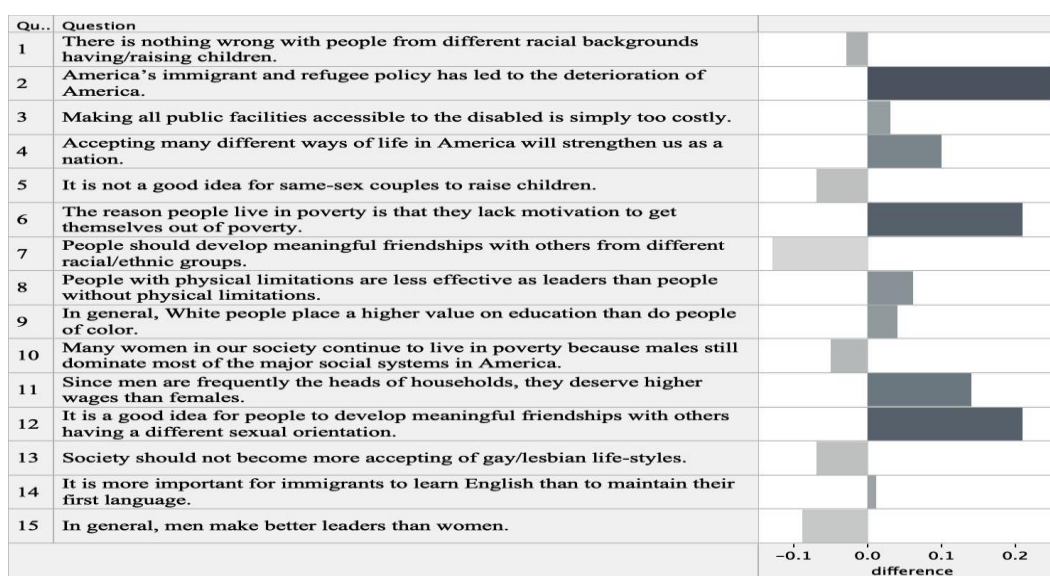 Qu.. Question
1 There is nothing wrong with people from different racial backgrounds
having/raising children.
2 America's immigrant and refugee policy has led to the deterioration of
America.
3 Making all public facilities accessible to the disabled is simply too costly.
4 Accepting many different ways of life in America will strengthen us as a
nation.
5 It is not a good idea for same-sex couples to raise children.
6 The reason people live in poverty is that they lack motivation to get
themselves out of poverty.
7 People should develop meaningful friendships with others from different
racial/ethnic groups.
8 People with physical limitations are less effective as leaders than people
without physical limitations.
9 In general, White people place a higher value on education than do people
of color.
10 Many women in our society continue to live in poverty because males still
dominate most of the major social systems in America.
11 Since men are frequently the heads of households, they deserve higher
wages than females.
12 It is a good idea for people to develop meaningful friendships with others
having a different sexual orientation.
13 Society should not become more accepting of gay/lesbian life-styles.
14 It is more important for immigrants to learn English than to maintain their
first language.
15 In general, men make better leaders than women.
−0.1 0.0 0.1 0.2
difference